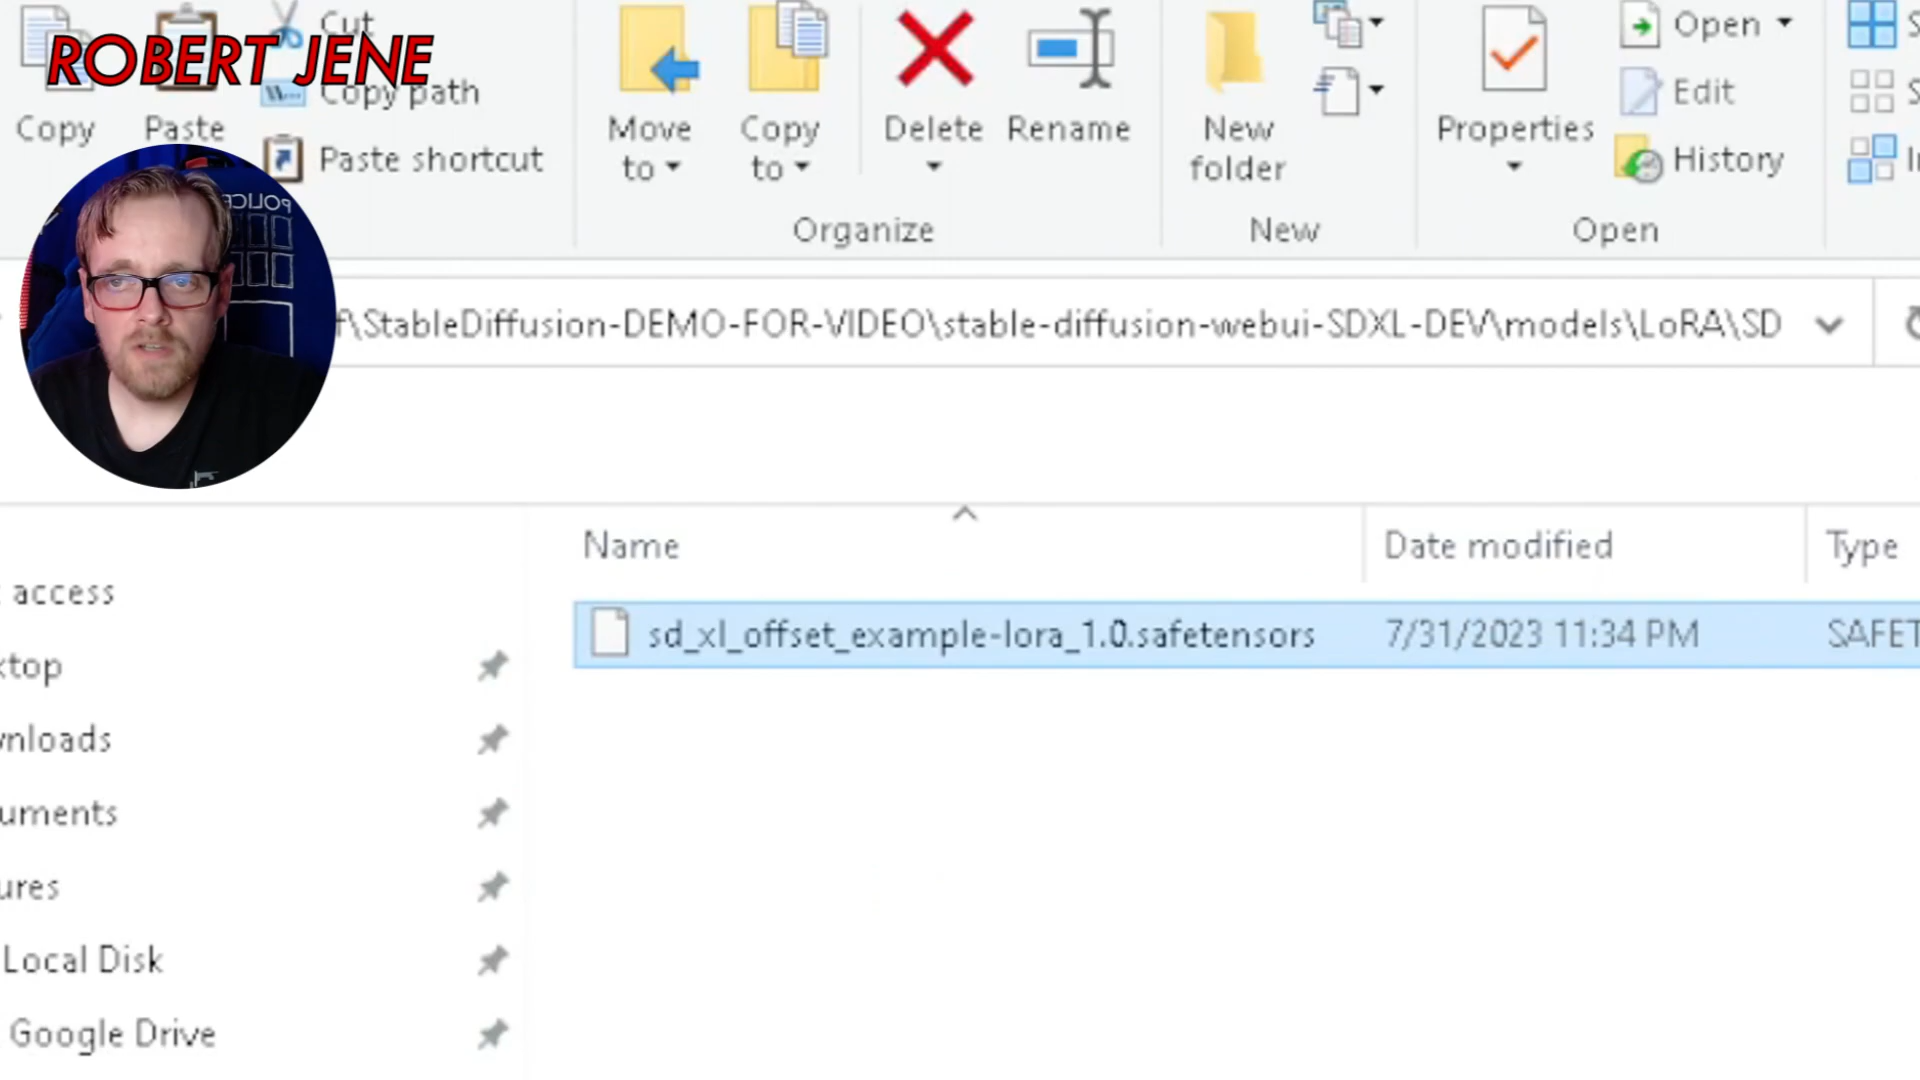 ROBERT JENE
Cut
Copy path
Paste shortcut
Copy
Paste
Move to
Copy to
Delete
Rename
New folder
Properties
Open
Edit
History
Organize
New
Open
f\StableDiffusion-DEMO-FOR-VIDEO\stable-diffusion-webui-SDXL-DEV\models\LoRA\SD
Name
Date modified
Type
access
ktop
wnloads
uments
ures
Local Disk
Google Drive
sd_xl_offset_example-lora_1.0.safetensors
7/31/2023 11:34 PM
SAFET
POLICE